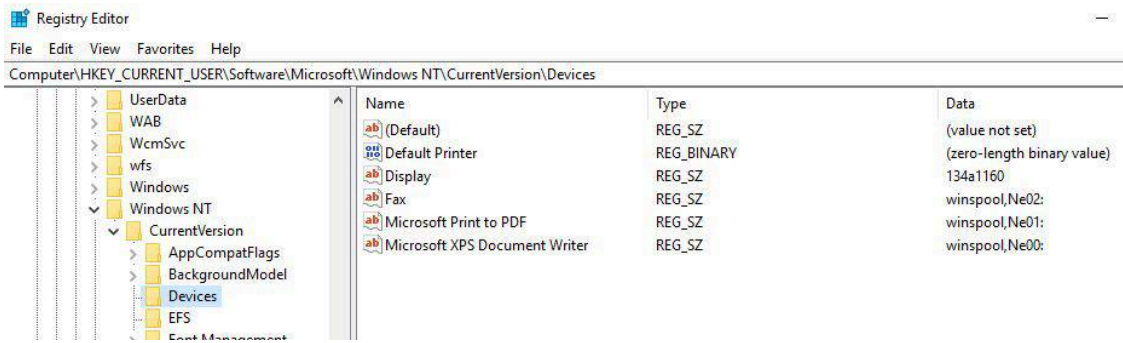 Registry Editor
File Edit View Favorites Help
Computer\HKEY_CURRENT_USER\Software\Microsoft\Windows NT\CurrentVersion\Devices
UserData
WAB
WcmSvc
wfs
Windows
Windows NT
CurrentVersion
AppCompatFlags
BackgroundModel
Devices
EFS
Font Management
Name Type Data
(Default) REG_SZ (value not set)
Default Printer REG_BINARY (zero-length binary value)
Display REG_SZ 134a1160
Fax REG_SZ winspool,Ne02:
Microsoft Print to PDF REG_SZ winspool,Ne01:
Microsoft XPS Document Writer REG_SZ winspool,Ne00: